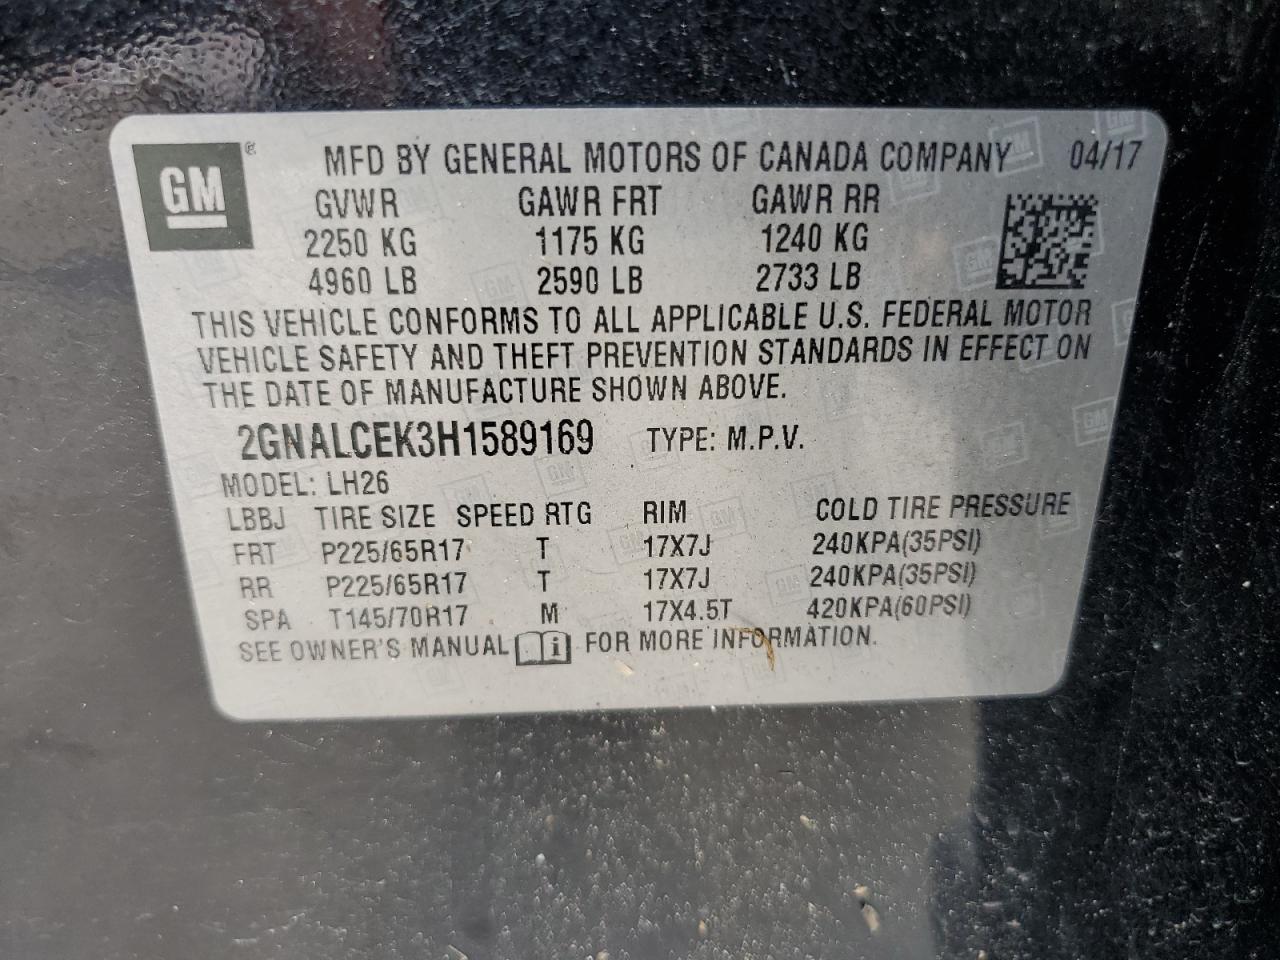 GM ® MFD BY GENERAL MOTORS OF CANADA COMPANY 04/17
GVWR GAWR FRT GAWR RR
2250 KG 1175 KG 1240 KG
4960 LB 2590 LB 2733 LB
THIS VEHICLE CONFORMS TO ALL APPLICABLE U.S. FEDERAL MOTOR
VEHICLE SAFETY AND THEFT PREVENTION STANDARDS IN EFFECT ON
THE DATE OF MANUFACTURE SHOWN ABOVE.
2GNALCEK3H1589169 TYPE: M.P.V.
MODEL: LH26
LBBJ TIRE SIZE SPEED RTG RIM COLD TIRE PRESSURE
FRT P225/65R17 T 17X7J 240KPA(35PSI)
RR P225/65R17 T 17X7J 240KPA(35PSI)
SPA T145/70R17 M 17X4.5T 420KPA(60PSI)
SEE OWNER'S MANUAL i FOR MORE INFORMATION.